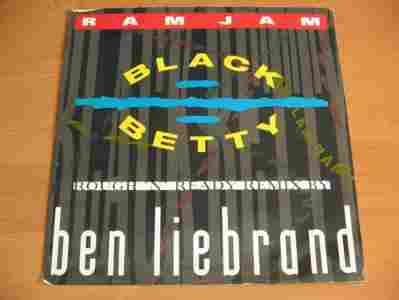 RAM JAM
BLACK
BETTY
ROUGH 'N' READY REMIX BY
ben liebrand